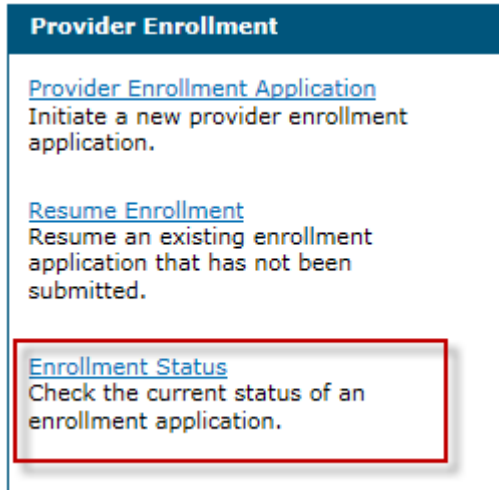 Provider Enrollment
Provider Enrollment Application
Initiate a new provider enrollment
application.
Resume Enrollment
Resume an existing enrollment
application that has not been
submitted.
Enrollment Status
Check the current status of an
enrollment application.